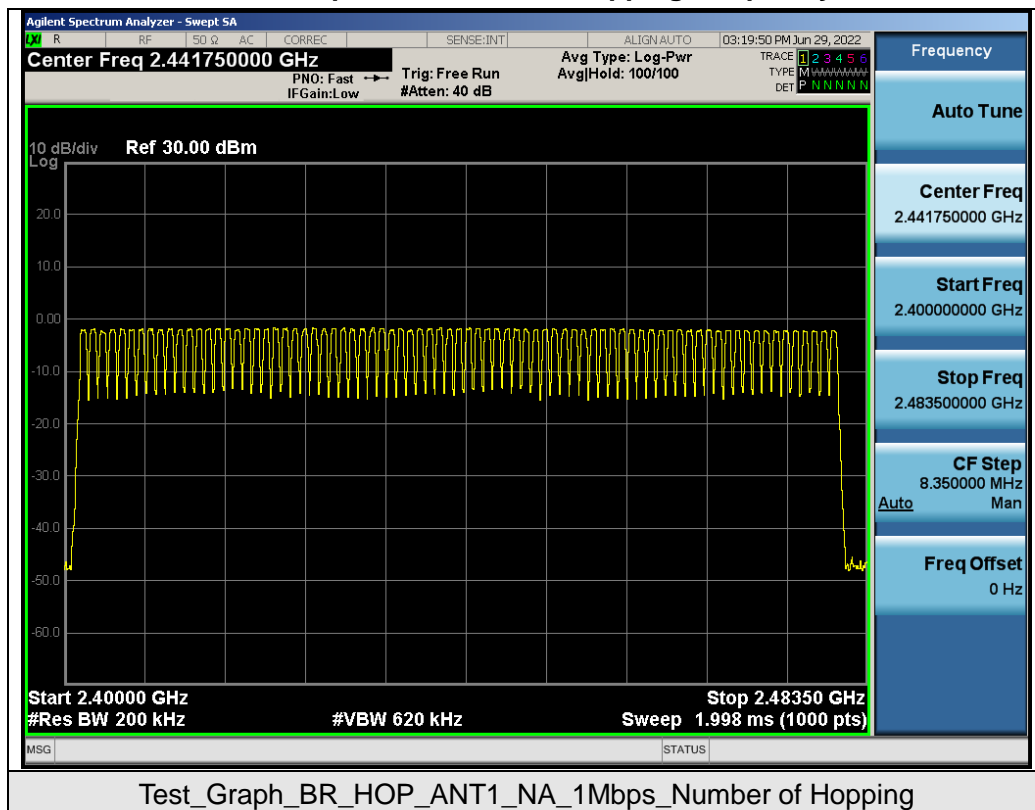 Agilent Spectrum Analyzer - Swept SA
LXI R RF 50 Ω AC CORREC SENSE:INT ALIGN AUTO 03:19:50 PM Jun 29, 2022
Center Freq 2.441750000 GHz
PNO: Fast
IFGain:Low
Trig: Free Run
#Atten: 40 dB
Avg Type: Log-Pwr
Avg|Hold: 100/100
TRACE 1 2 3 4 5 6
TYPE M
DET P N N N N N
10 dB/div Ref 30.00 dBm
Log
20.0
10.0
0.00
-10.0
-20.0
-30.0
-40.0
-50.0
-60.0
Start 2.40000 GHz Stop 2.48350 GHz
#Res BW 200 kHz #VBW 620 kHz Sweep 1.998 ms (1000 pts)
MSG STATUS
Frequency
Auto Tune
Center Freq
2.441750000 GHz
Start Freq
2.400000000 GHz
Stop Freq
2.483500000 GHz
CF Step
8.350000 MHz
Auto Man
Freq Offset
0 Hz
Test_Graph_BR_HOP_ANT1_NA_1Mbps_Number of Hopping